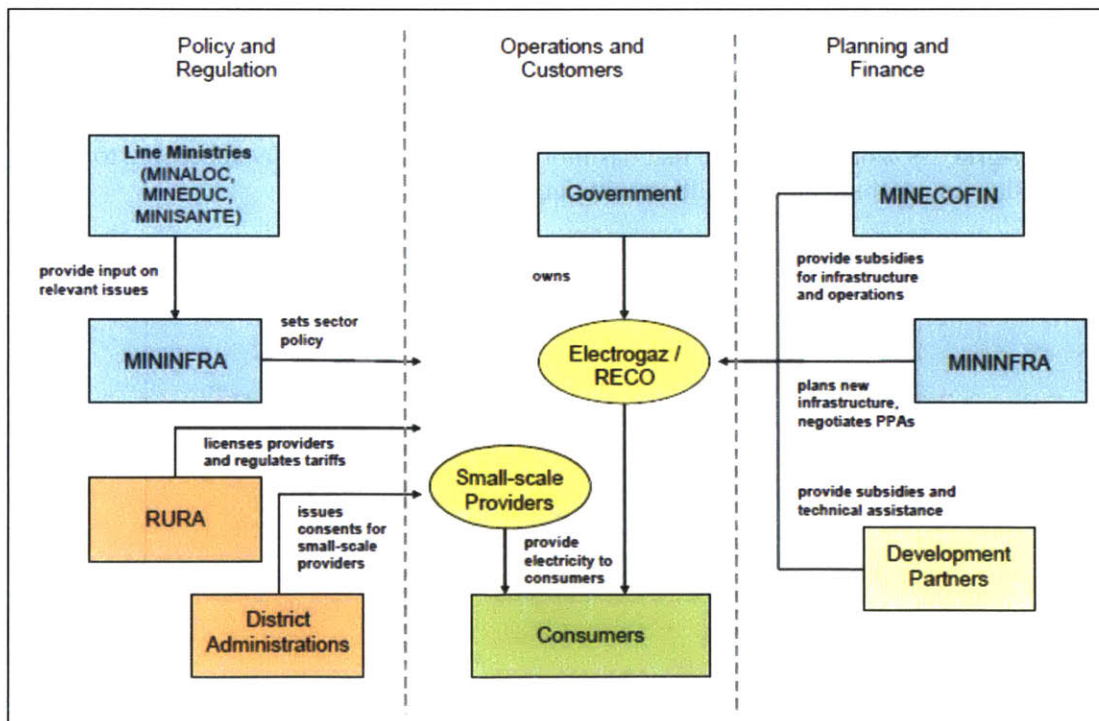 Policy and
Regulation
Operations and
Customers
Planning and
Finance
Line Ministries
(MINALOC,
MINEDUC,
MINISANTE)
provide input on
relevant issues
MININFRA
sets sector
policy
licenses providers
and regulates tariffs
RURA
issues
consents for
small-scale
providers
District
Administrations
Government
owns
Electrogaz /
RECO
Small-scale
Providers
provide
electricity to
consumers
Consumers
MINECOFIN
provide subsidies
for infrastructure
and operations
MININFRA
plans new
infrastructure,
negotiates PPAs
provide subsidies and
technical assistance
Development
Partners